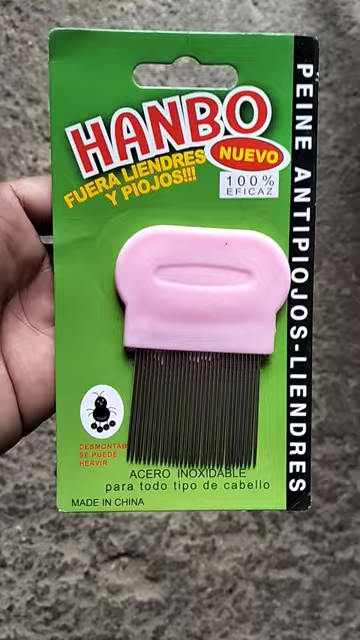 HANBO
NUEVO
FUERA LIENDRES
Y PIOJOS!!!
100%
EFICAZ
PEINE ANTIPIOJOS-LIENDRES
DESMONTAB
SE PUEDE
HERVIR
ACERO INOXIDABLE
para todo tipo de cabello
MADE IN CHINA